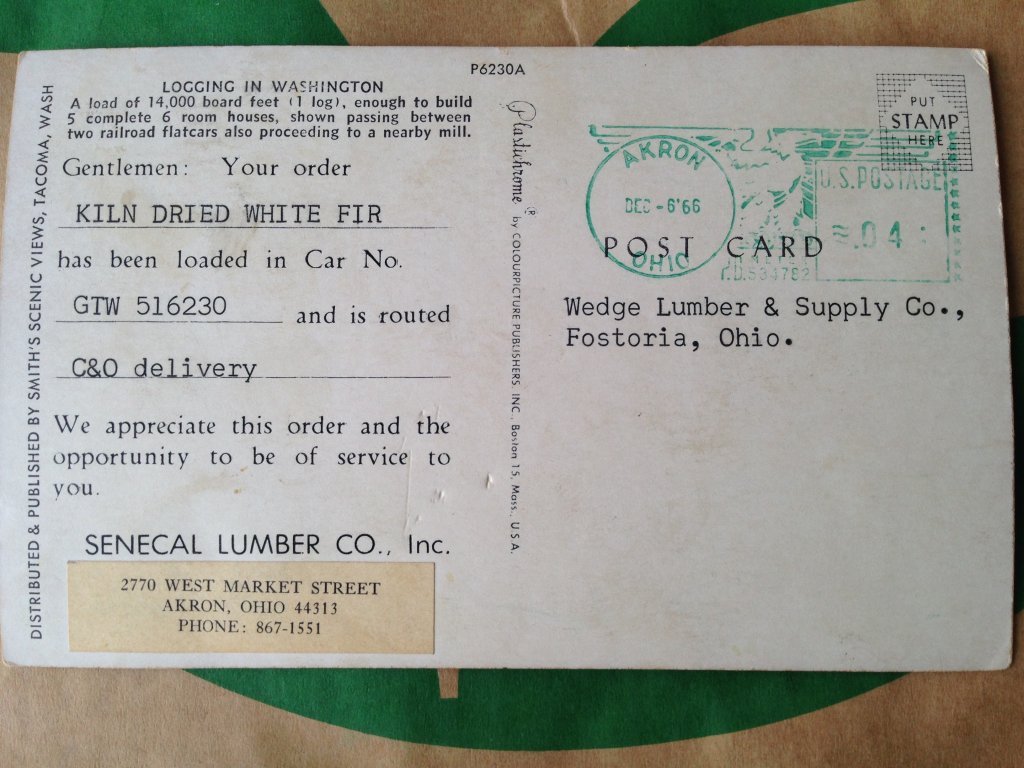 P6230A
LOGGING IN WASHINGTON
A load of 14,000 board feet (1 log), enough to build
5 complete 6 room houses, shown passing between
two railroad flatcars also proceeding to a nearby mill.
Gentlemen: Your order
KILN DRIED WHITE FIR
has been loaded in Car No.
GTW 516230 and is routed
C&O delivery
We appreciate this order and the
opportunity to be of service to
you.
SENECAL LUMBER CO., Inc.
2770 WEST MARKET STREET
AKRON, OHIO 44313
PHONE: 867-1551
DISTRIBUTED & PUBLISHED BY SMITH'S SCENIC VIEWS, TACOMA, WASH
Plastichrome ® by COLOURPICTURE PUBLISHERS, INC., Boston 15, Mass., U.S.A.
PUT
STAMP
HERE
AKRON
DEC -6'66
OHIO
U.S.POSTAGE
.04
P.B.534782
POST CARD
Wedge Lumber & Supply Co.,
Fostoria, Ohio.